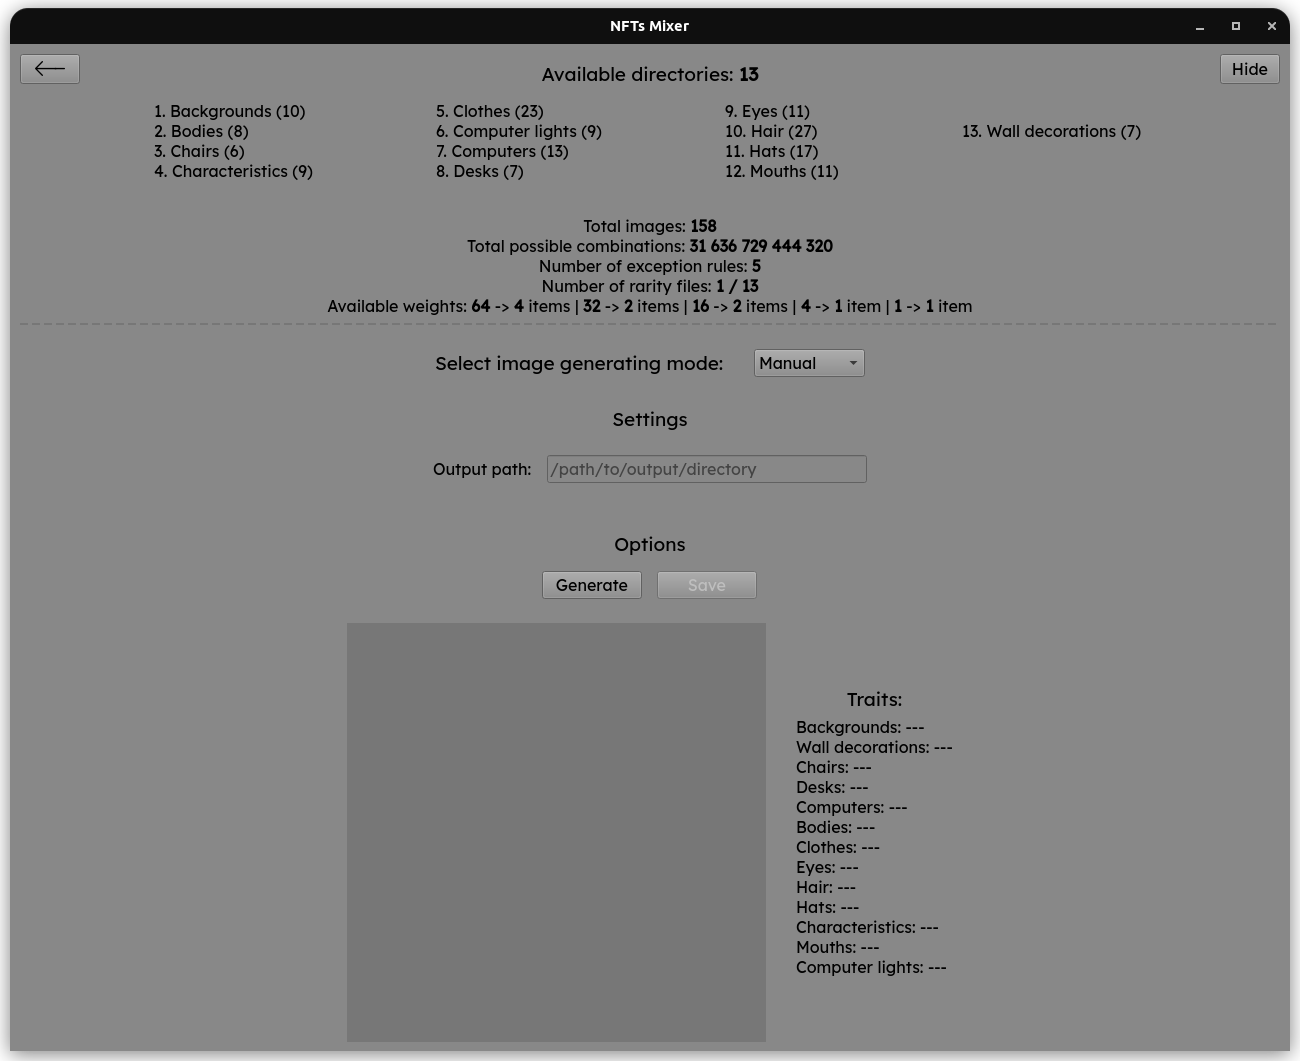 NFTs Mixer
Available directories: 13
Hide
1. Backgrounds (10)
2. Bodies (8)
3. Chairs (6)
4. Characteristics (9)
5. Clothes (23)
6. Computer lights (9)
7. Computers (13)
8. Desks (7)
9. Eyes (11)
10. Hair (27)
11. Hats (17)
12. Mouths (11)
13. Wall decorations (7)
Total images: 158
Total possible combinations: 31 636 729 444 320
Number of exception rules: 5
Number of rarity files: 1 / 13
Available weights: 64 -> 4 items | 32 -> 2 items | 16 -> 2 items | 4 -> 1 item | 1 -> 1 item
Select image generating mode: Manual
Settings
Output path: /path/to/output/directory
Options
Generate Save
Traits:
Backgrounds: ---
Wall decorations: ---
Chairs: ---
Desks: ---
Computers: ---
Bodies: ---
Clothes: ---
Eyes: ---
Hair: ---
Hats: ---
Characteristics: ---
Mouths: ---
Computer lights: ---